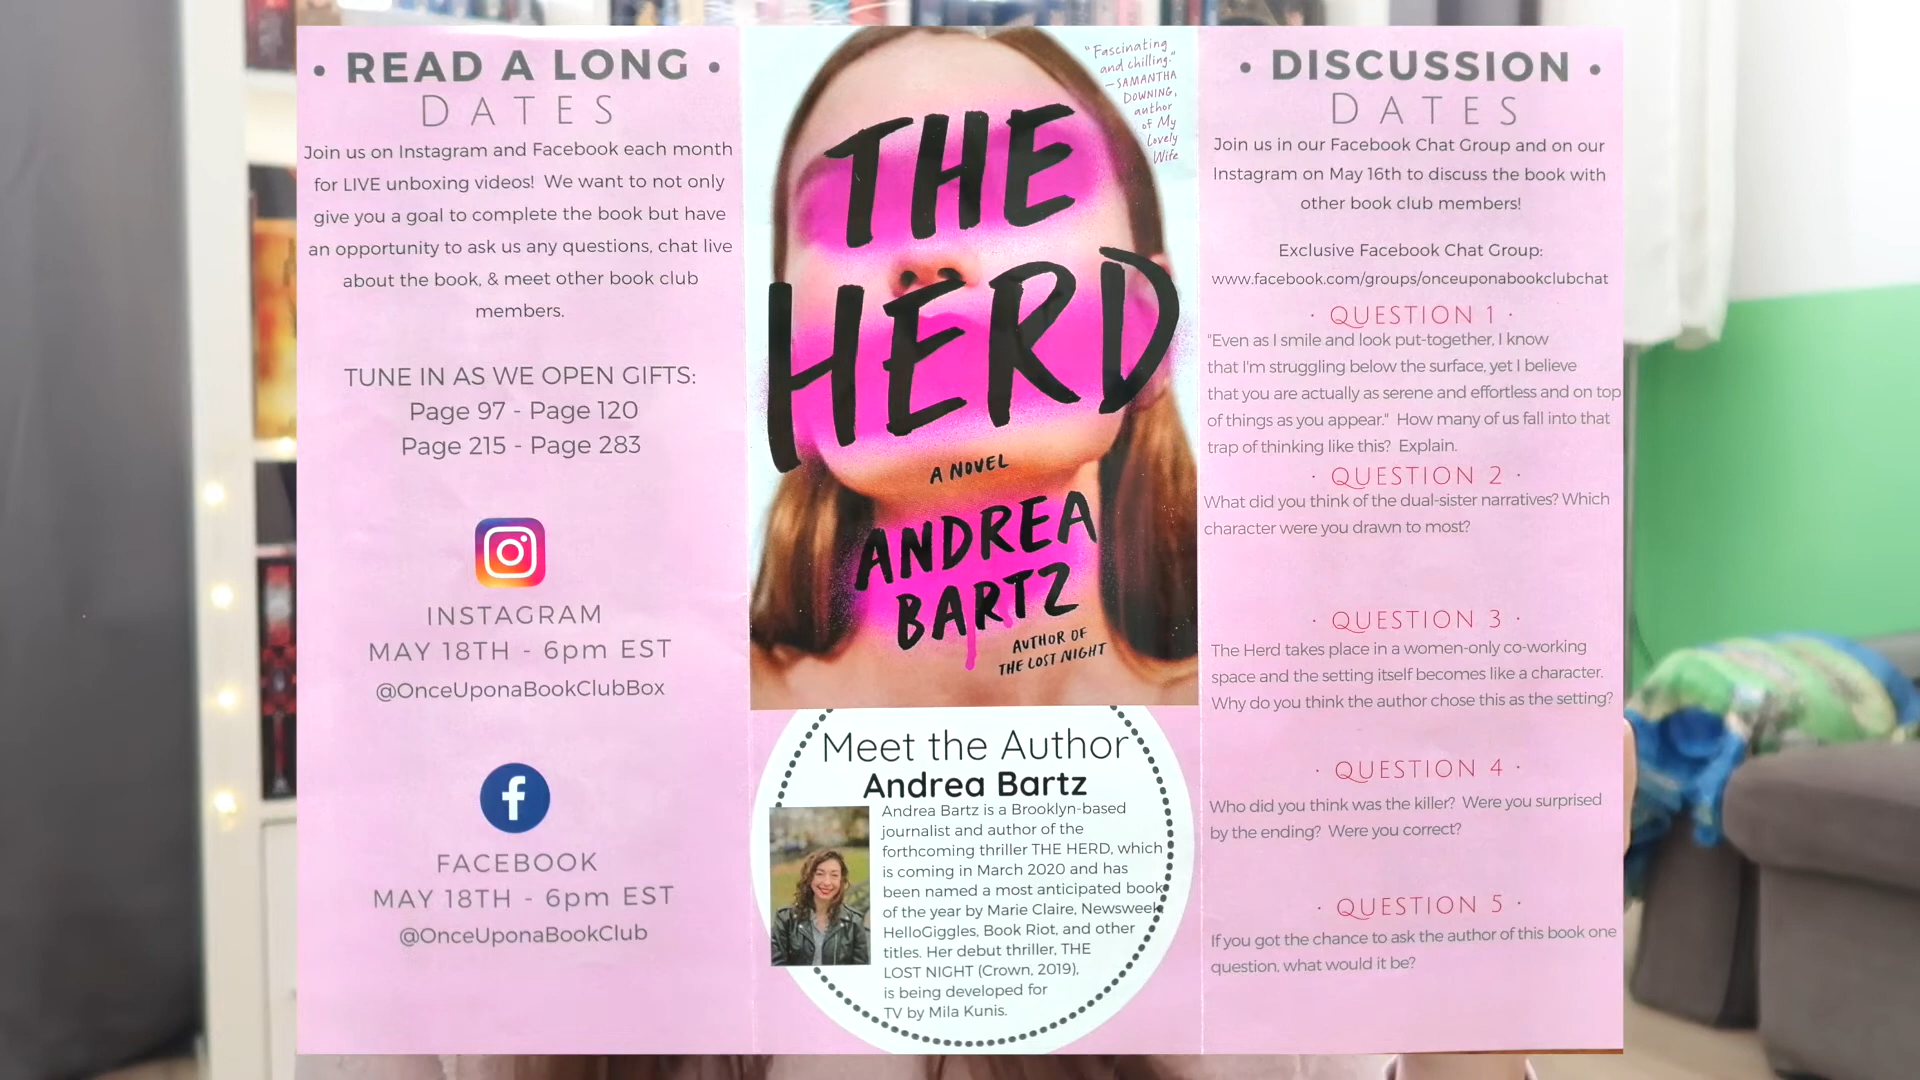 • READ A LONG •
DATES
Join us on Instagram and Facebook each month
for LIVE unboxing videos! We want to not only
give you a goal to complete the book but have
an opportunity to ask us any questions, chat live
about the book, & meet other book club
members.
TUNE IN AS WE OPEN GIFTS:
Page 97 - Page 120
Page 215 - Page 283
INSTAGRAM
MAY 18TH - 6pm EST
@OnceUponaBookClubBox
FACEBOOK
MAY 18TH - 6pm EST
@OnceUponaBookClub
"Fascinating
and chilling."
—SAMANTHA
DOWNING,
author
of My
Lovely
Wife
THE
HERD
A NOVEL
ANDREA
BARTZ
AUTHOR OF
THE LOST NIGHT
Meet the Author
Andrea Bartz
Andrea Bartz is a Brooklyn-based
journalist and author of the
forthcoming thriller THE HERD, which
is coming in March 2020 and has
been named a most anticipated book
of the year by Marie Claire, Newsweek,
HelloGiggles, Book Riot, and other
titles. Her debut thriller, THE
LOST NIGHT (Crown, 2019),
is being developed for
TV by Mila Kunis.
• DISCUSSION •
DATES
Join us in our Facebook Chat Group and on our
Instagram on May 16th to discuss the book with
other book club members!
Exclusive Facebook Chat Group:
www.facebook.com/groups/onceuponabookclubchat
· QUESTION 1 ·
"Even as I smile and look put-together, I know
that I'm struggling below the surface, yet I believe
that you are actually as serene and effortless and on top
of things as you appear." How many of us fall into that
trap of thinking like this? Explain.
· QUESTION 2 ·
What did you think of the dual-sister narratives? Which
character were you drawn to most?
· QUESTION 3 ·
The Herd takes place in a women-only co-working
space and the setting itself becomes like a character.
Why do you think the author chose this as the setting?
· QUESTION 4 ·
Who did you think was the killer? Were you surprised
by the ending? Were you correct?
· QUESTION 5 ·
If you got the chance to ask the author of this book one
question, what would it be?